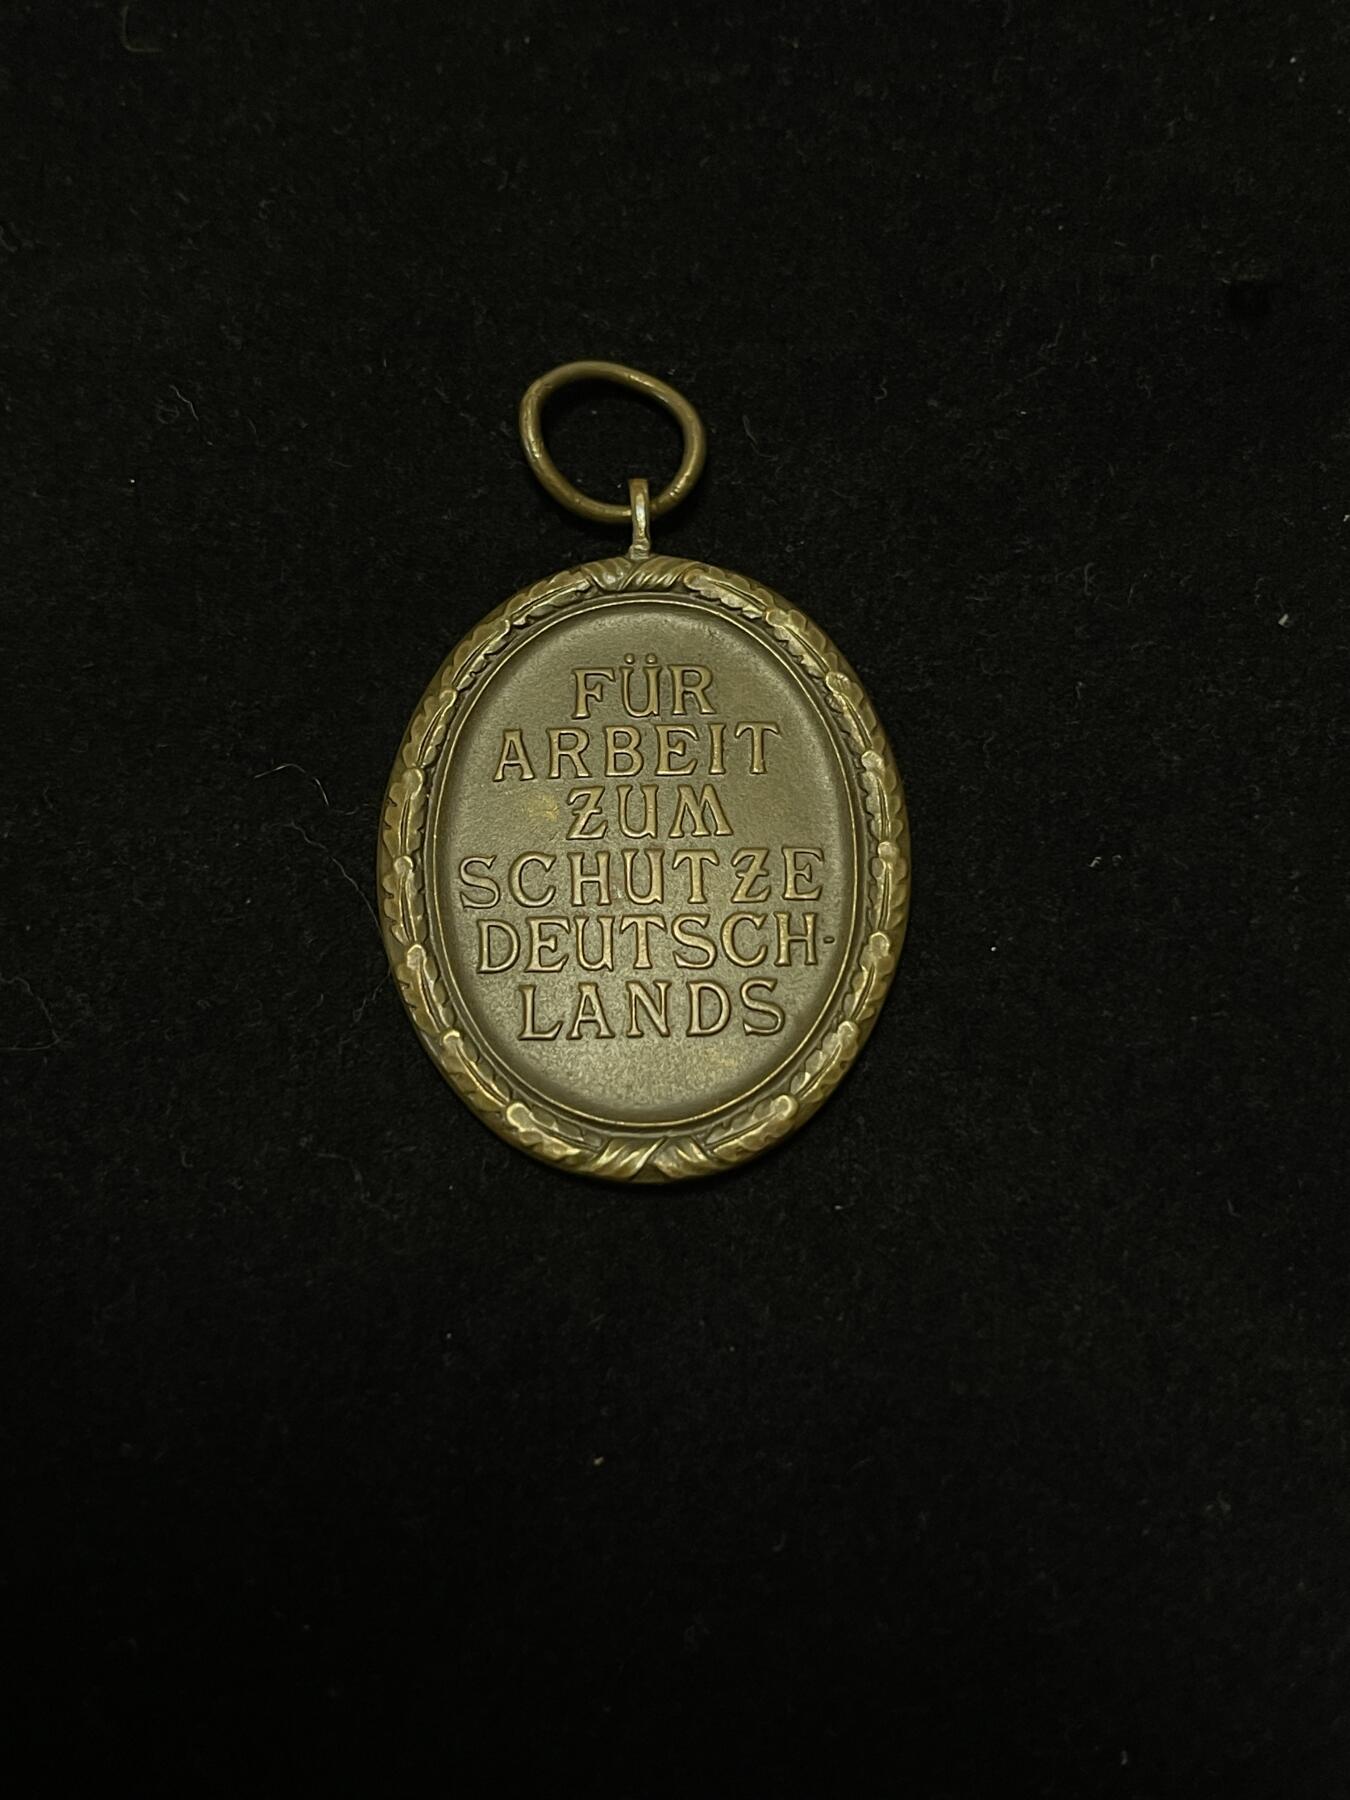 FÜR
ARBEIT
ZUM
SCHUTZE
DEUTSCH-
LANDS